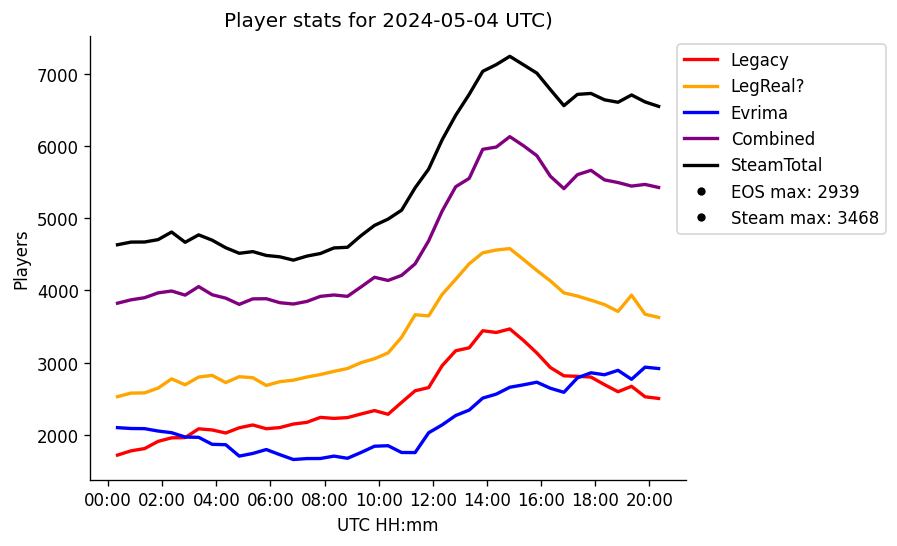 Player stats for 2024-05-04 UTC)
Players
7000
6000
5000
4000
3000
2000
00:00 02:00 04:00 06:00 08:00 10:00 12:00 14:00 16:00 18:00 20:00
UTC HH:mm
Legacy
LegReal?
Evrima
Combined
SteamTotal
EOS max: 2939
Steam max: 3468